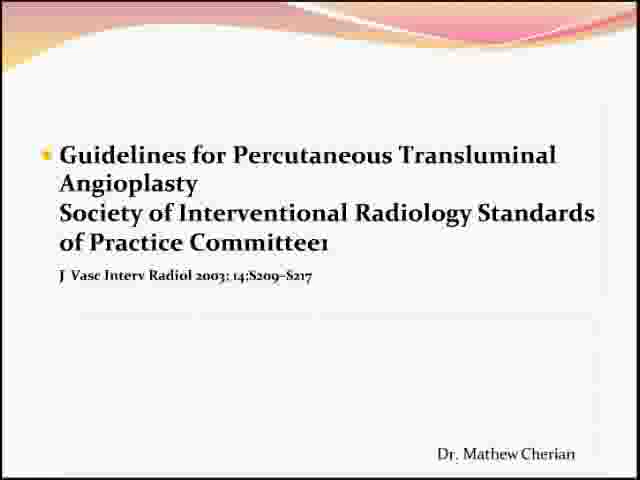 Guidelines for Percutaneous Transluminal
Angioplasty
Society of Interventional Radiology Standards
of Practice Committee1
J Vasc Interv Radiol 2003; 14:S209–S217
Dr. Mathew Cherian